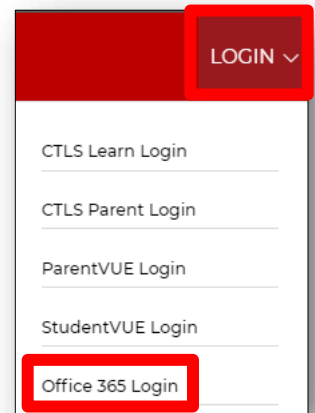 LOGIN
CTLS Learn Login
CTLS Parent Login
ParentVUE Login
StudentVUE Login
Office 365 Login